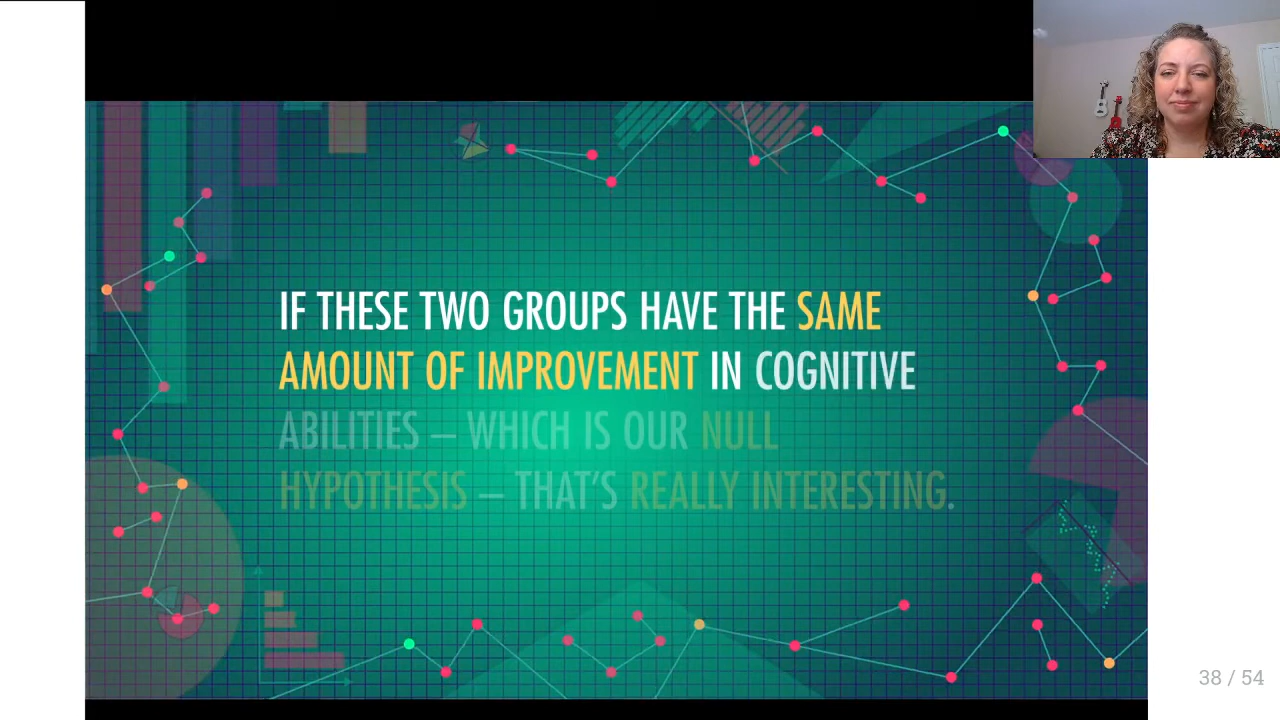 IF THESE TWO GROUPS HAVE THE SAME
AMOUNT OF IMPROVEMENT IN COGNITIVE
ABILITIES – WHICH IS OUR NULL
HYPOTHESIS – THAT'S REALLY INTERESTING.
38 / 54